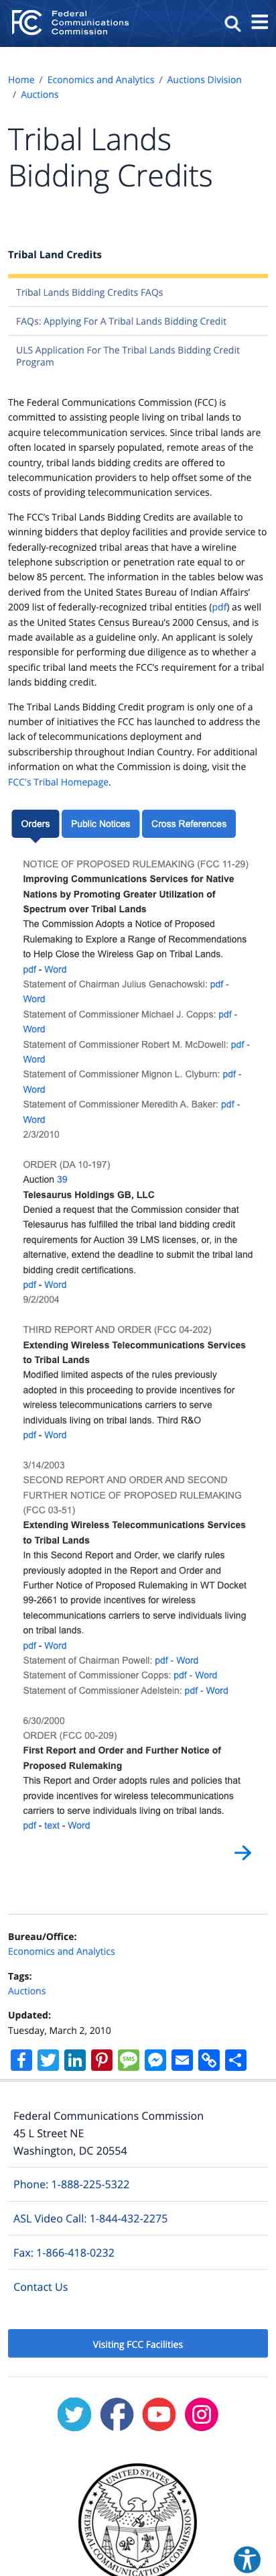 FCC
Federal
Communications
Commission
Home / Economics and Analytics / Auctions Division
/ Auctions
Tribal Lands
Bidding Credits
Tribal Land Credits
Tribal Lands Bidding Credits FAQs
FAQs: Applying For A Tribal Lands Bidding Credit
ULS Application For The Tribal Lands Bidding Credit
Program
The Federal Communications Commission (FCC) is
committed to assisting people living on tribal lands to
acquire telecommunication services. Since tribal lands are
often located in sparsely populated, remote areas of the
country, tribal lands bidding credits are offered to
telecommunication providers to help offset some of the
costs of providing telecommunication services.
The FCC’s Tribal Lands Bidding Credits are available to
winning bidders that deploy facilities and provide service to
federally-recognized tribal areas that have a wireline
telephone subscription or penetration rate equal to or
below 85 percent. The information in the tables below was
derived from the United States Bureau of Indian Affairs’
2009 list of federally-recognized tribal entities (pdf) as well
as the United States Census Bureau’s 2000 Census, and is
made available as a guideline only. An applicant is solely
responsible for performing due diligence as to whether a
specific tribal land meets the FCC’s requirement for a tribal
lands bidding credit.
The Tribal Lands Bidding Credit program is only one of a
number of initiatives the FCC has launched to address the
lack of telecommunications deployment and
subscribership throughout Indian Country. For additional
information on what the Commission is doing, visit the
FCC's Tribal Homepage.
Orders Public Notices Cross References
NOTICE OF PROPOSED RULEMAKING (FCC 11-29)
Improving Communications Services for Native
Nations by Promoting Greater Utilization of
Spectrum over Tribal Lands
The Commission Adopts a Notice of Proposed
Rulemaking to Explore a Range of Recommendations
to Help Close the Wireless Gap on Tribal Lands.
pdf - Word
Statement of Chairman Julius Genachowski: pdf -
Word
Statement of Commissioner Michael J. Copps: pdf -
Word
Statement of Commissioner Robert M. McDowell: pdf -
Word
Statement of Commissioner Mignon L. Clyburn: pdf -
Word
Statement of Commissioner Meredith A. Baker: pdf -
Word
2/3/2010
ORDER (DA 10-197)
Auction 39
Telesaurus Holdings GB, LLC
Denied a request that the Commission consider that
Telesaurus has fulfilled the tribal land bidding credit
requirements for Auction 39 LMS licenses, or, in the
alternative, extend the deadline to submit the tribal land
bidding credit certifications.
pdf - Word
9/2/2004
THIRD REPORT AND ORDER (FCC 04-202)
Extending Wireless Telecommunications Services
to Tribal Lands
Modified limited aspects of the rules previously
adopted in this proceeding to provide incentives for
wireless telecommunications carriers to serve
individuals living on tribal lands. Third R&O
pdf - Word
3/14/2003
SECOND REPORT AND ORDER AND SECOND
FURTHER NOTICE OF PROPOSED RULEMAKING
(FCC 03-51)
Extending Wireless Telecommunications Services
to Tribal Lands
In this Second Report and Order, we clarify rules
previously adopted in the Report and Order and
Further Notice of Proposed Rulemaking in WT Docket
99-2661 to provide incentives for wireless
telecommunications carriers to serve individuals living
on tribal lands.
pdf - Word
Statement of Chairman Powell: pdf - Word
Statement of Commissioner Copps: pdf - Word
Statement of Commissioner Adelstein: pdf - Word
6/30/2000
ORDER (FCC 00-209)
First Report and Order and Further Notice of
Proposed Rulemaking
This Report and Order adopts rules and policies that
provide incentives for wireless telecommunications
carriers to serve individuals living on tribal lands.
pdf - text - Word
Bureau/Office:
Economics and Analytics
Tags:
Auctions
Updated:
Tuesday, March 2, 2010
SMS
Federal Communications Commission
45 L Street NE
Washington, DC 20554
Phone: 1-888-225-5322
ASL Video Call: 1-844-432-2275
Fax: 1-866-418-0232
Contact Us
Visiting FCC Facilities
UNITED STATES
FEDERAL COMMUNICATIONS COMMISSION